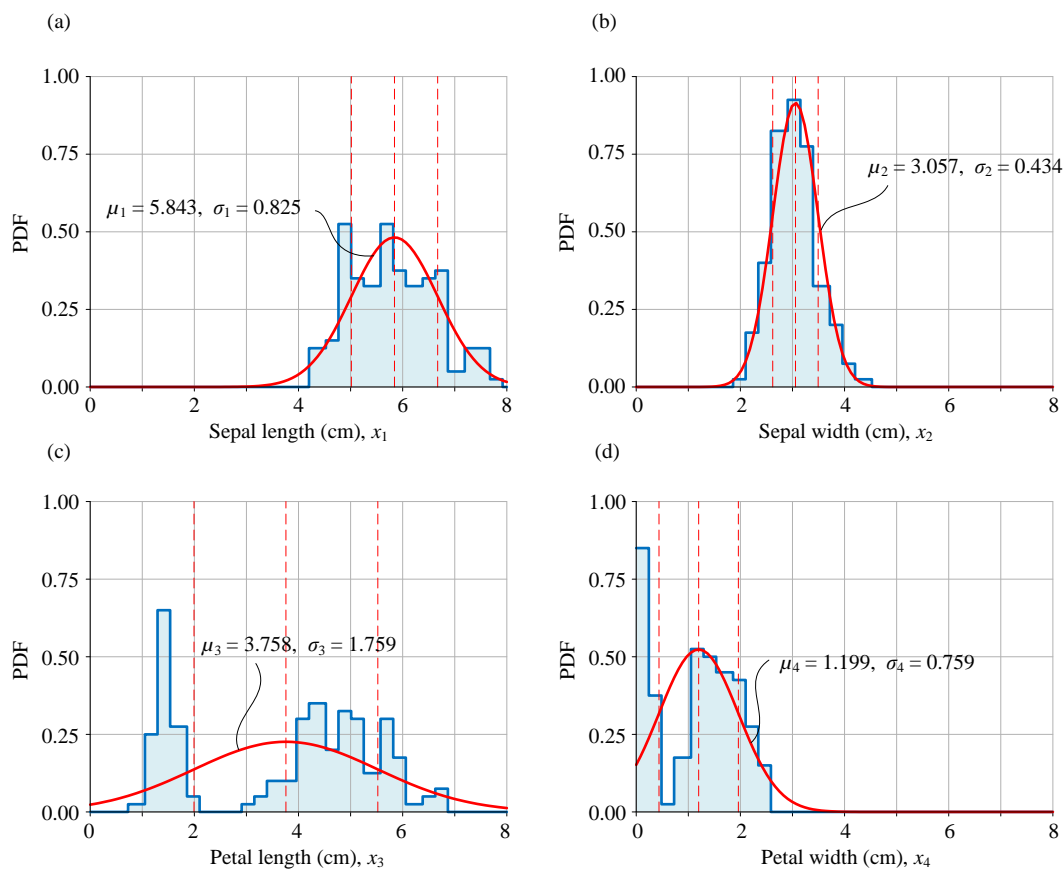 (a)
1.00
0.75
0.50
0.25
0.00
PDF
μ1 = 5.843, σ1 = 0.825
0 2 4 6 8
Sepal length (cm), x1
(b)
1.00
0.75
0.50
0.25
0.00
PDF
μ2 = 3.057, σ2 = 0.434
0 2 4 6 8
Sepal width (cm), x2
(c)
1.00
0.75
0.50
0.25
0.00
PDF
μ3 = 3.758, σ3 = 1.759
0 2 4 6 8
Petal length (cm), x3
(d)
1.00
0.75
0.50
0.25
0.00
PDF
μ4 = 1.199, σ4 = 0.759
0 2 4 6 8
Petal width (cm), x4